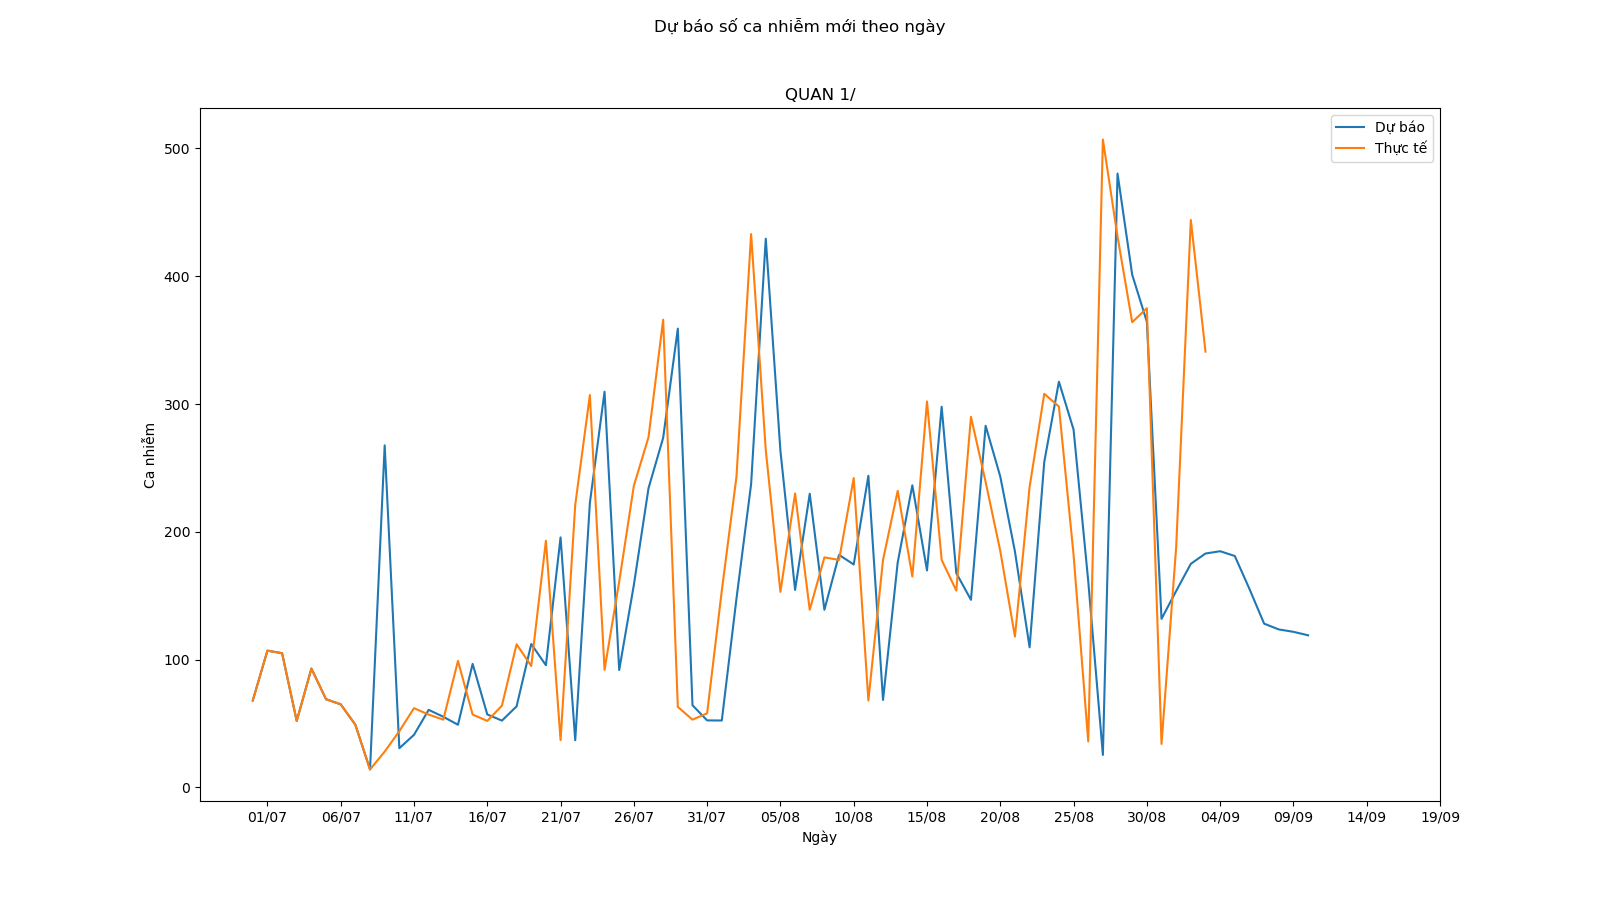 Dự báo số ca nhiễm mới theo ngày
QUAN 1/
Dự báo
Thực tế
500
400
300
200
100
0
Ca nhiễm
01/07 06/07 11/07 16/07 21/07 26/07 31/07 05/08 10/08 15/08 20/08 25/08 30/08 04/09 09/09 14/09 19/09
Ngày